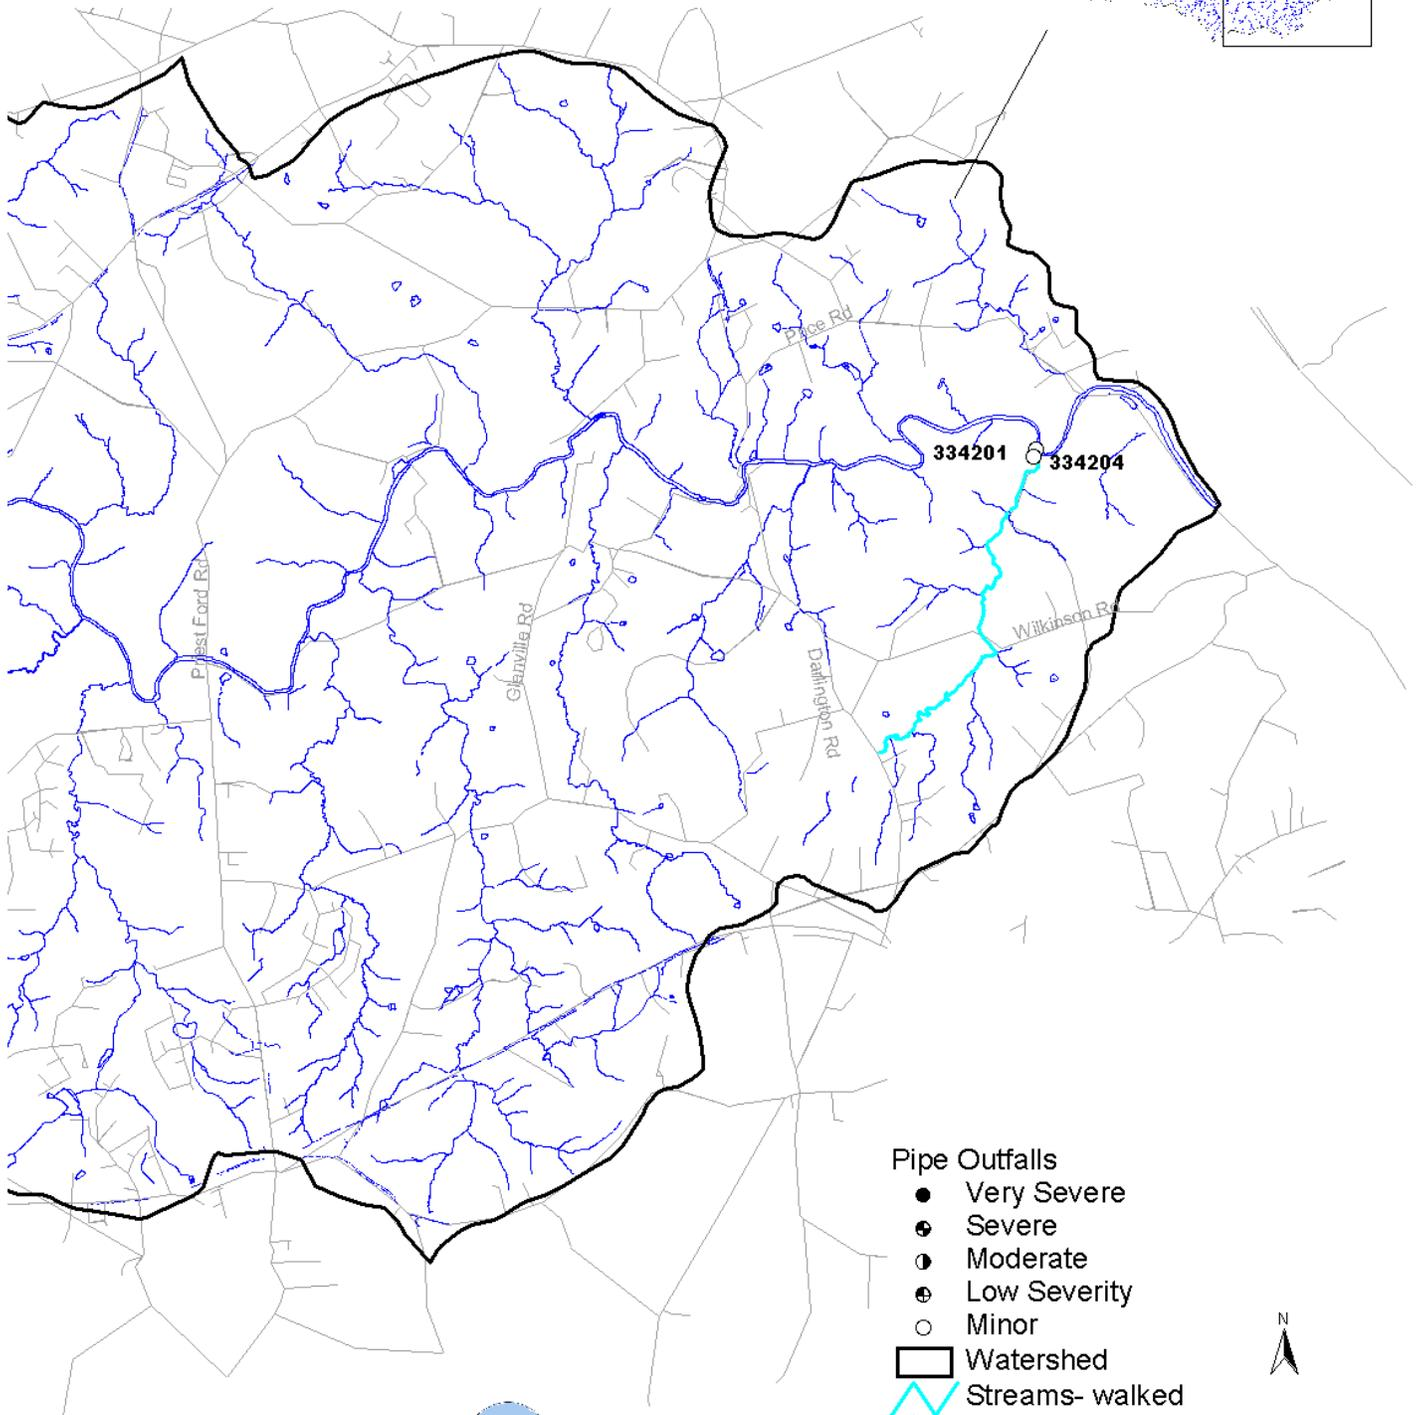 Price Rd
334201
334204
Priest Ford Rd
Glenville Rd
Wilkinson Rd
Darlington Rd
Pipe Outfalls
Very Severe
Severe
Moderate
Low Severity
Minor
Watershed
Streams- walked
N